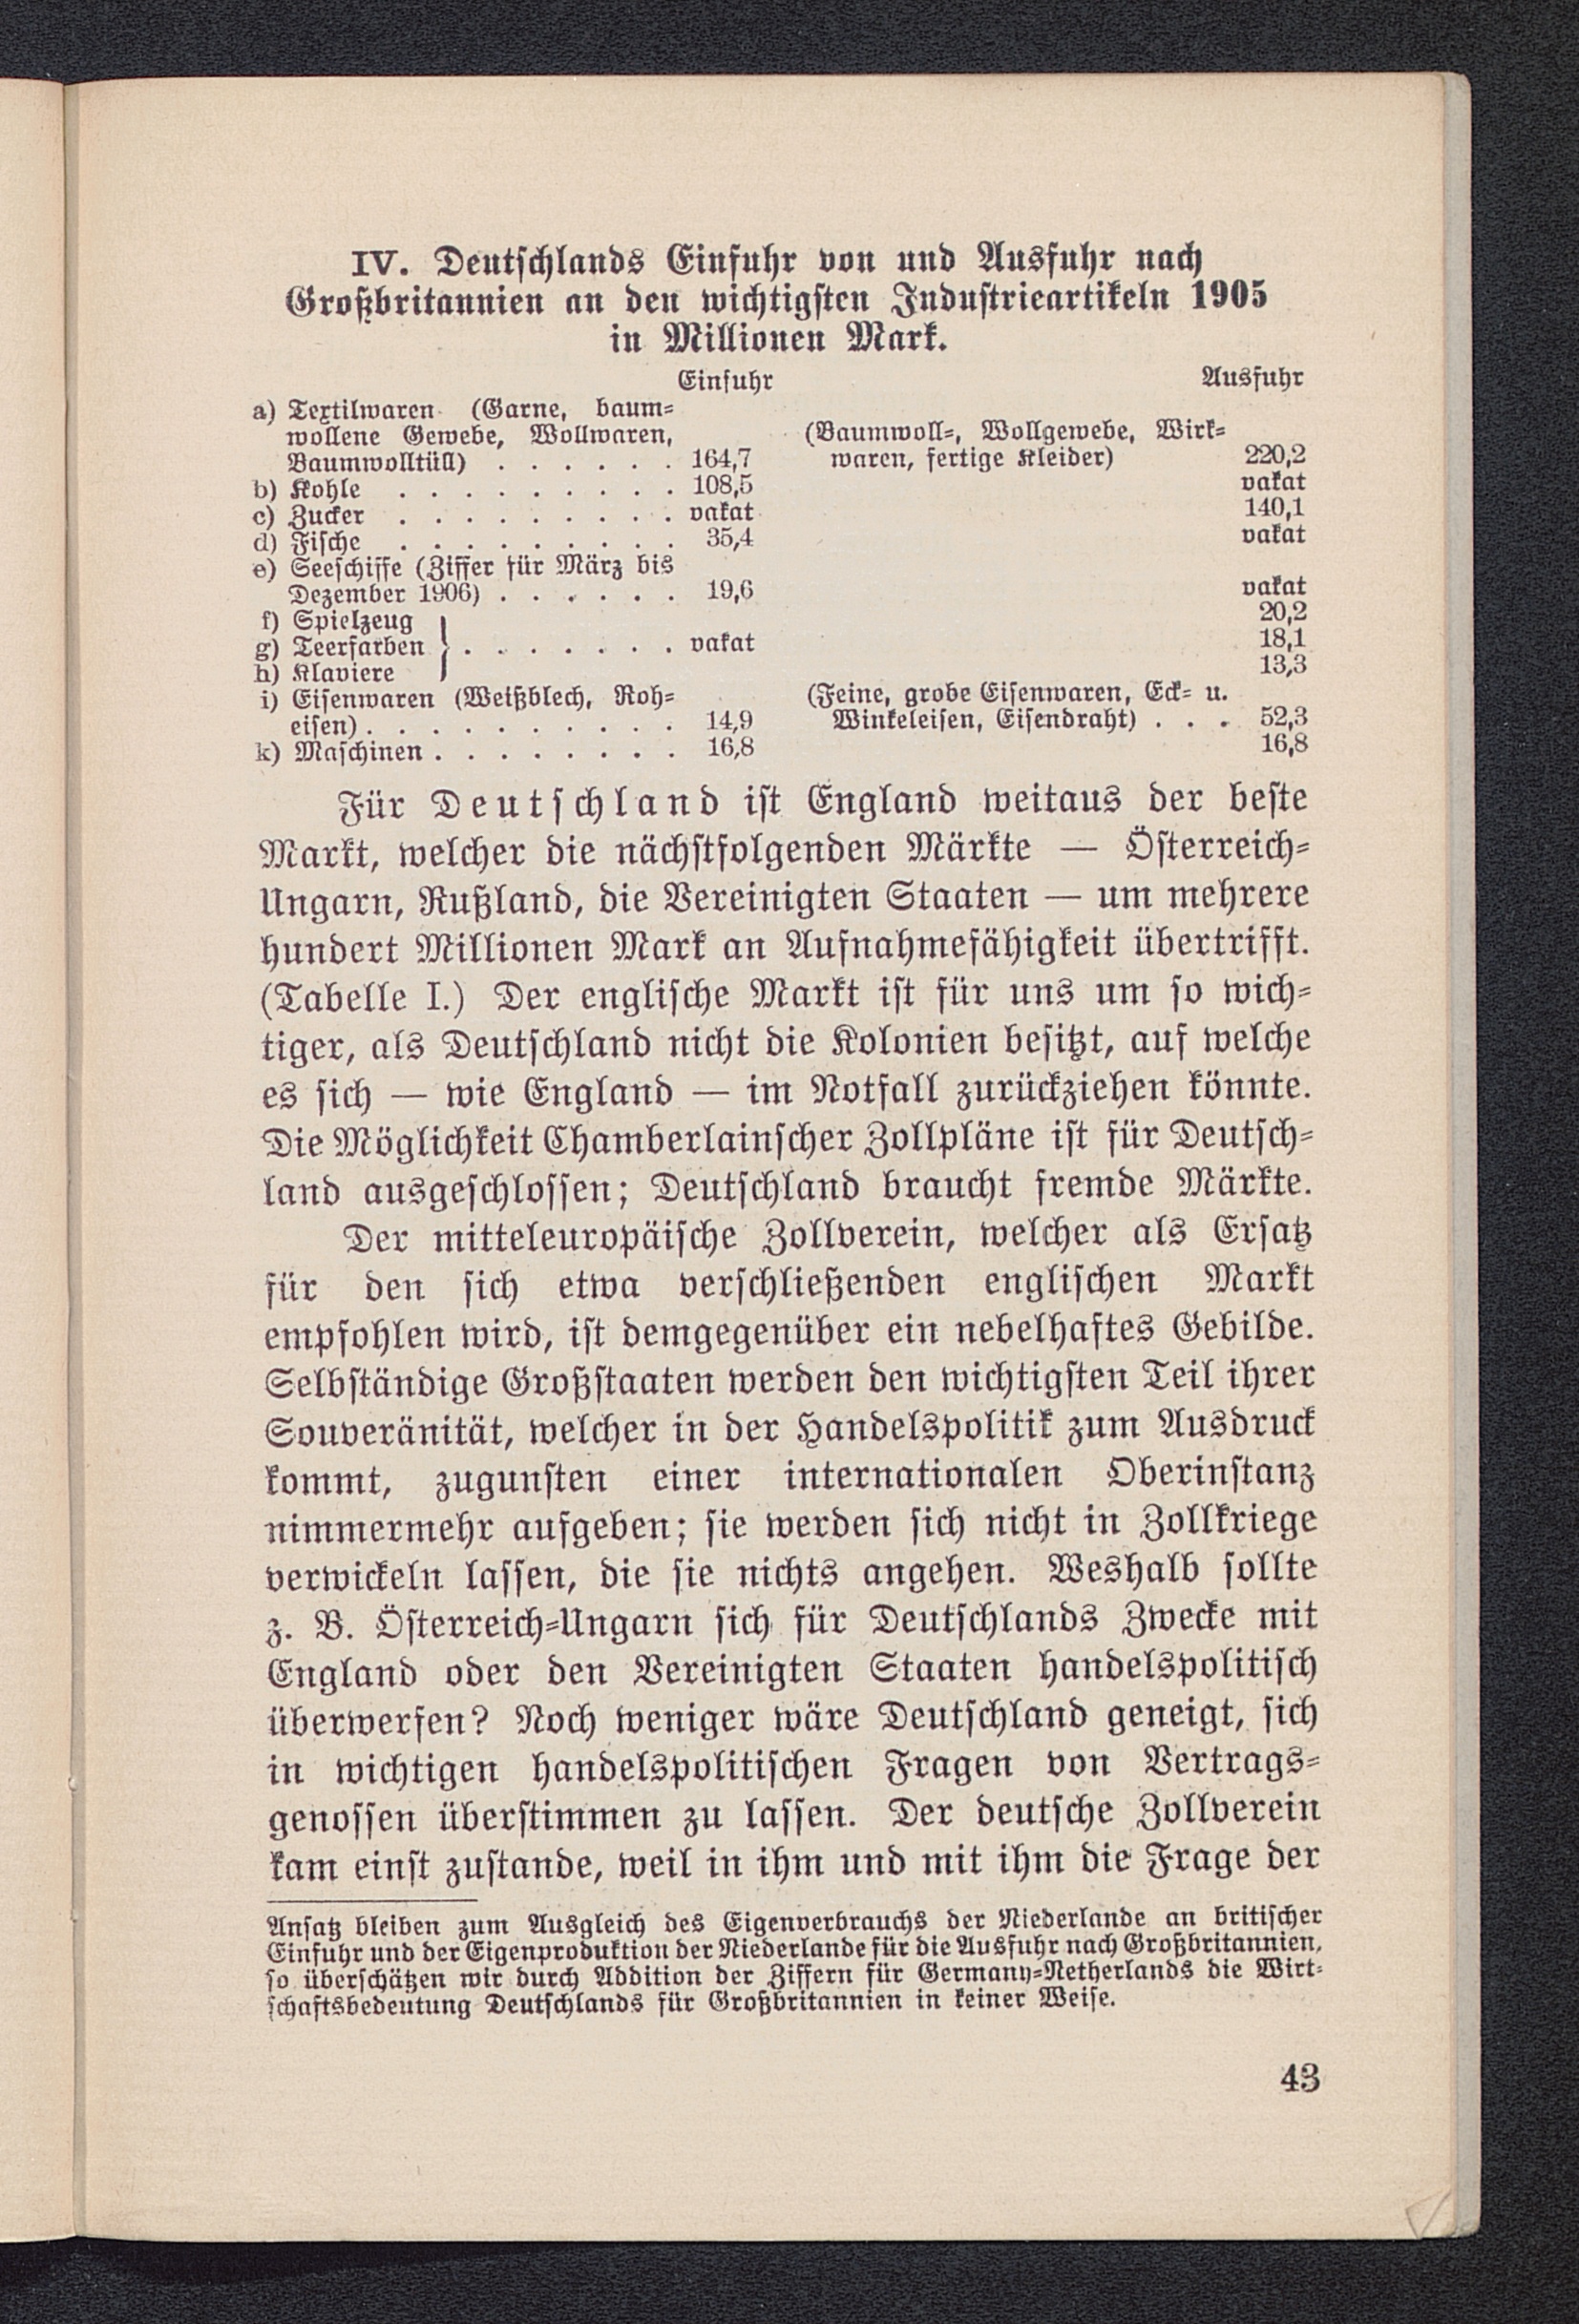 IV. Deutschlands Einfuhr von und Ausfuhr nach
Großbritannien an den wichtigsten Industrieartikeln 1905
in Millionen Mark.
Einfuhr Ausfuhr
a) Textilwaren (Garne, baum-
wollene Gewebe, Wollwaren, (Baumwoll-, Wollgewebe, Wirk-
Baumwolltüll) . . . . . . 164,7 waren, fertige Kleider) 220,2
b) Kohle . . . . . . . . . 108,5 vakat
c) Zucker . . . . . . . . . vakat 140,1
d) Fische . . . . . . . . . 35,4 vakat
e) Seeschiffe (Ziffer für März bis
Dezember 1906) . . . . . . 19,6 vakat
f) Spielzeug 20,2
g) Teerfarben } . . . . . . . vakat 18,1
h) Klaviere 13,3
i) Eisenwaren (Weißblech, Roh- (Feine, grobe Eisenwaren, Eck- u.
eisen) . . . . . . . . . . 14,9 Winkeleisen, Eisendraht) . . . 52,3
k) Maschinen . . . . . . . . 16,8 16,8
Für Deutschland ist England weitaus der beste
Markt, welcher die nächstfolgenden Märkte — Österreich-
Ungarn, Rußland, die Vereinigten Staaten — um mehrere
hundert Millionen Mark an Aufnahmefähigkeit übertrifft.
(Tabelle I.) Der englische Markt ist für uns um so wich-
tiger, als Deutschland nicht die Kolonien besitzt, auf welche
es sich — wie England — im Notfall zurückziehen könnte.
Die Möglichkeit Chamberlainscher Zollpläne ist für Deutsch-
land ausgeschlossen; Deutschland braucht fremde Märkte.
Der mitteleuropäische Zollverein, welcher als Ersatz
für den sich etwa verschließenden englischen Markt
empfohlen wird, ist demgegenüber ein nebelhaftes Gebilde.
Selbständige Großstaaten werden den wichtigsten Teil ihrer
Souveränität, welcher in der Handelspolitik zum Ausdruck
kommt, zugunsten einer internationalen Oberinstanz
nimmermehr aufgeben; sie werden sich nicht in Zollkriege
verwickeln lassen, die sie nichts angehen. Weshalb sollte
z. B. Österreich-Ungarn sich für Deutschlands Zwecke mit
England oder den Vereinigten Staaten handelspolitisch
überwerfen? Noch weniger wäre Deutschland geneigt, sich
in wichtigen handelspolitischen Fragen von Vertrags-
genossen überstimmen zu lassen. Der deutsche Zollverein
kam einst zustande, weil in ihm und mit ihm die Frage der
Ansatz bleiben zum Ausgleich des Eigenverbrauchs der Niederlande an britischer
Einfuhr und der Eigenproduktion der Niederlande für die Ausfuhr nach Großbritannien,
so überschätzen wir durch Addition der Ziffern für Germany-Netherlands die Wirt-
schaftsbedeutung Deutschlands für Großbritannien in keiner Weise.
43